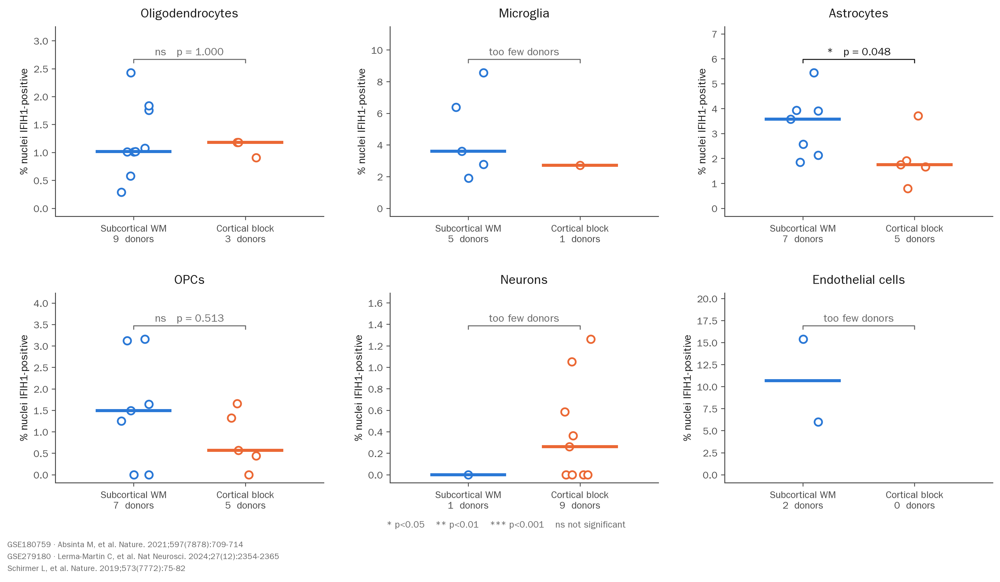 Oligodendrocytes
% nuclei IFIH1-positive
3.0
2.5
2.0
1.5
1.0
0.5
0.0
ns p = 1.000
Subcortical WM
9 donors
Cortical block
3 donors
Microglia
% nuclei IFIH1-positive
10
8
6
4
2
0
too few donors
Subcortical WM
5 donors
Cortical block
1 donors
Astrocytes
% nuclei IFIH1-positive
7
6
5
4
3
2
1
0
* p = 0.048
Subcortical WM
7 donors
Cortical block
5 donors
OPCs
% nuclei IFIH1-positive
4.0
3.5
3.0
2.5
2.0
1.5
1.0
0.5
0.0
ns p = 0.513
Subcortical WM
7 donors
Cortical block
5 donors
Neurons
% nuclei IFIH1-positive
1.6
1.4
1.2
1.0
0.8
0.6
0.4
0.2
0.0
too few donors
Subcortical WM
1 donors
Cortical block
9 donors
Endothelial cells
% nuclei IFIH1-positive
20.0
17.5
15.0
12.5
10.0
7.5
5.0
2.5
0.0
too few donors
Subcortical WM
2 donors
Cortical block
0 donors
* p<0.05 ** p<0.01 *** p<0.001 ns not significant
GSE180759 · Absinta M, et al. Nature. 2021;597(7878):709-714
GSE279180 · Lerma-Martin C, et al. Nat Neurosci. 2024;27(12):2354-2365
Schirmer L, et al. Nature. 2019;573(7772):75-82